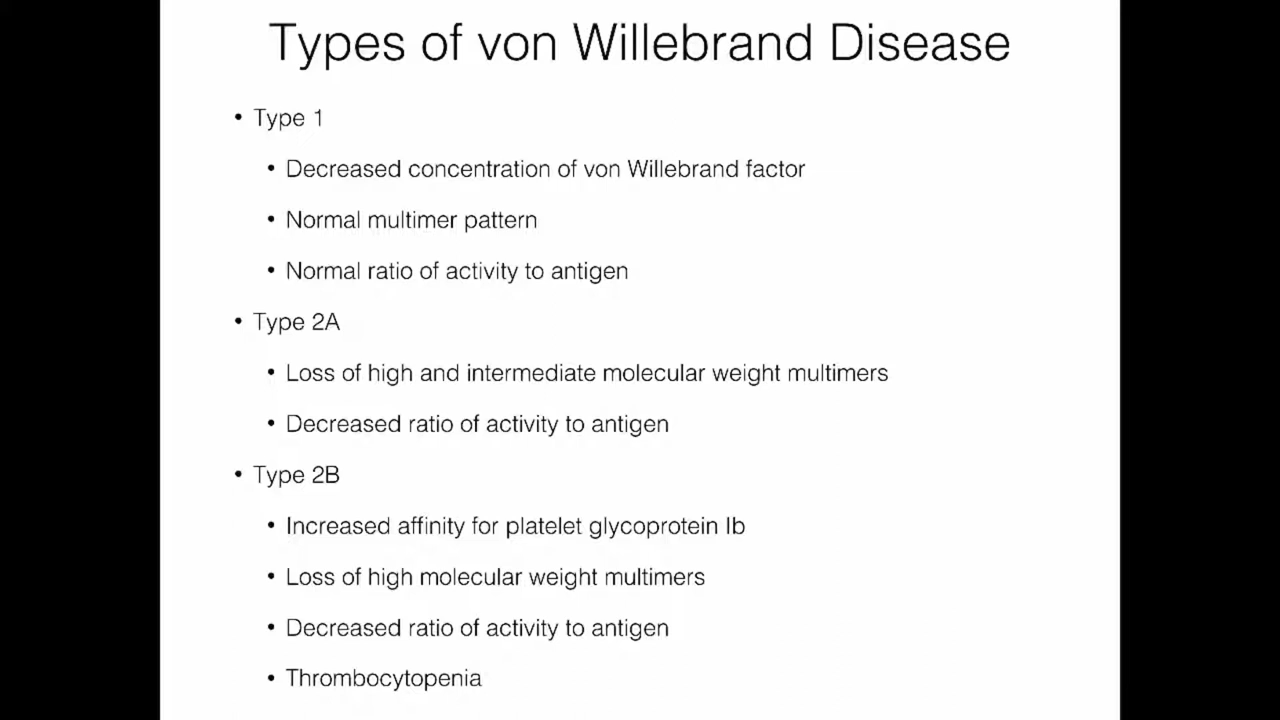 Types of von Willebrand Disease
• Type 1
• Decreased concentration of von Willebrand factor
• Normal multimer pattern
• Normal ratio of activity to antigen
• Type 2A
• Loss of high and intermediate molecular weight multimers
• Decreased ratio of activity to antigen
• Type 2B
• Increased affinity for platelet glycoprotein Ib
• Loss of high molecular weight multimers
• Decreased ratio of activity to antigen
• Thrombocytopenia